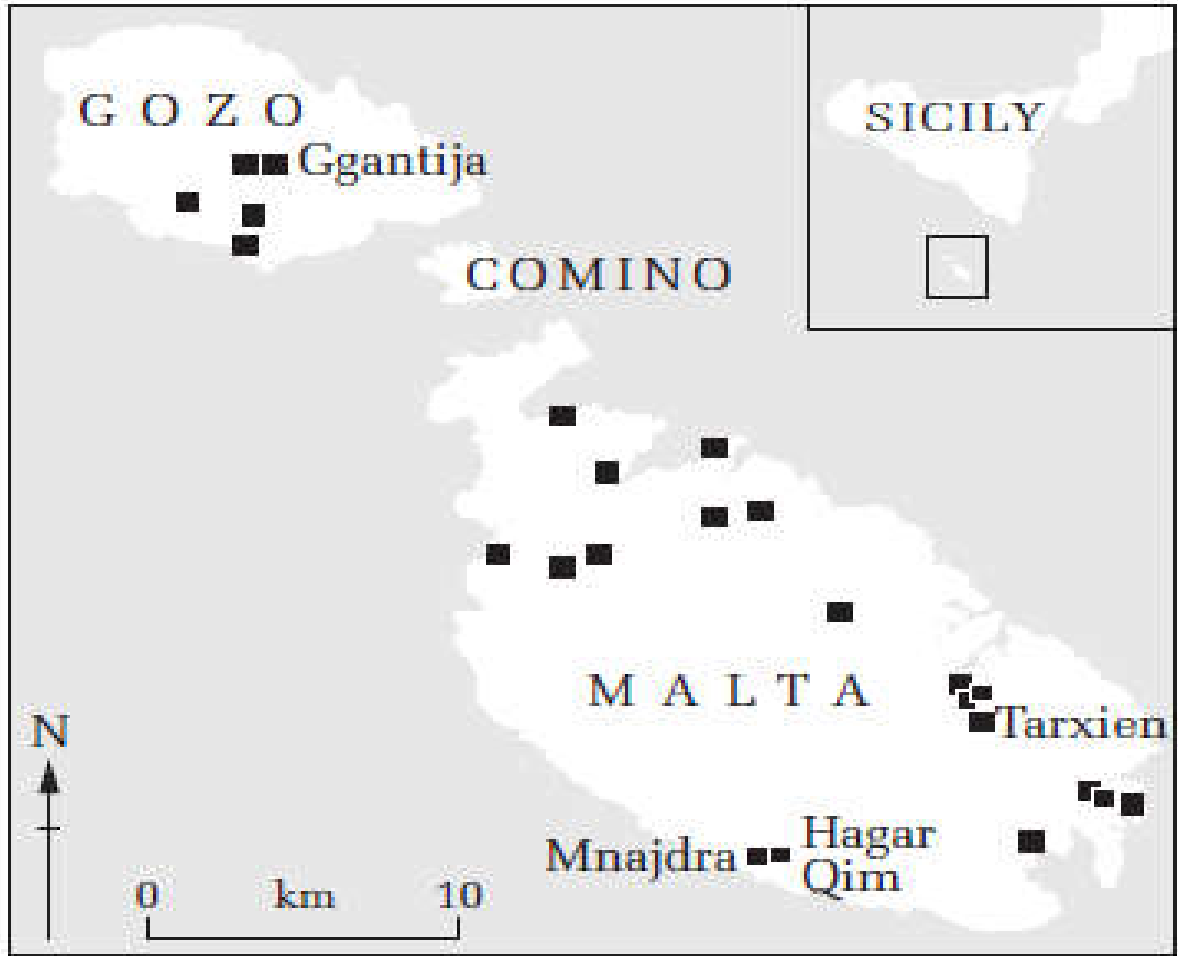 GOZO
Ggantija
SICILY
COMINO
MALTA
N
Tarxien
Mnajdra
Hagar
Qim
0 km 10